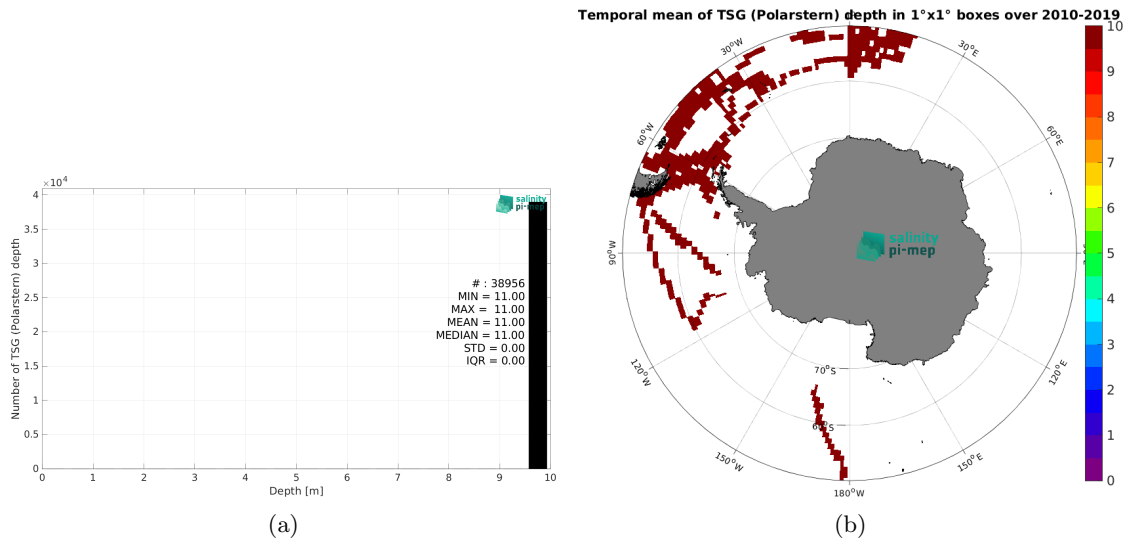 Temporal mean of TSG (Polarstern) depth in 1°x1° boxes over 2010-2019
×10⁴
4
3.5
3
2.5
2
1.5
1
0.5
0
Number of TSG (Polarstern) depth
salinity
pi-mep
# : 38956
MIN = 11.00
MAX = 11.00
MEAN = 11.00
MEDIAN = 11.00
STD = 0.00
IQR = 0.00
0 1 2 3 4 5 6 7 8 9 10
Depth [m]
(a)
30°W
30°E
60°W
60°E
90°W
120°W
120°E
150°W
150°E
180°W
70°S
salinity
pi-mep
10
9
8
7
6
5
4
3
2
1
0
(b)